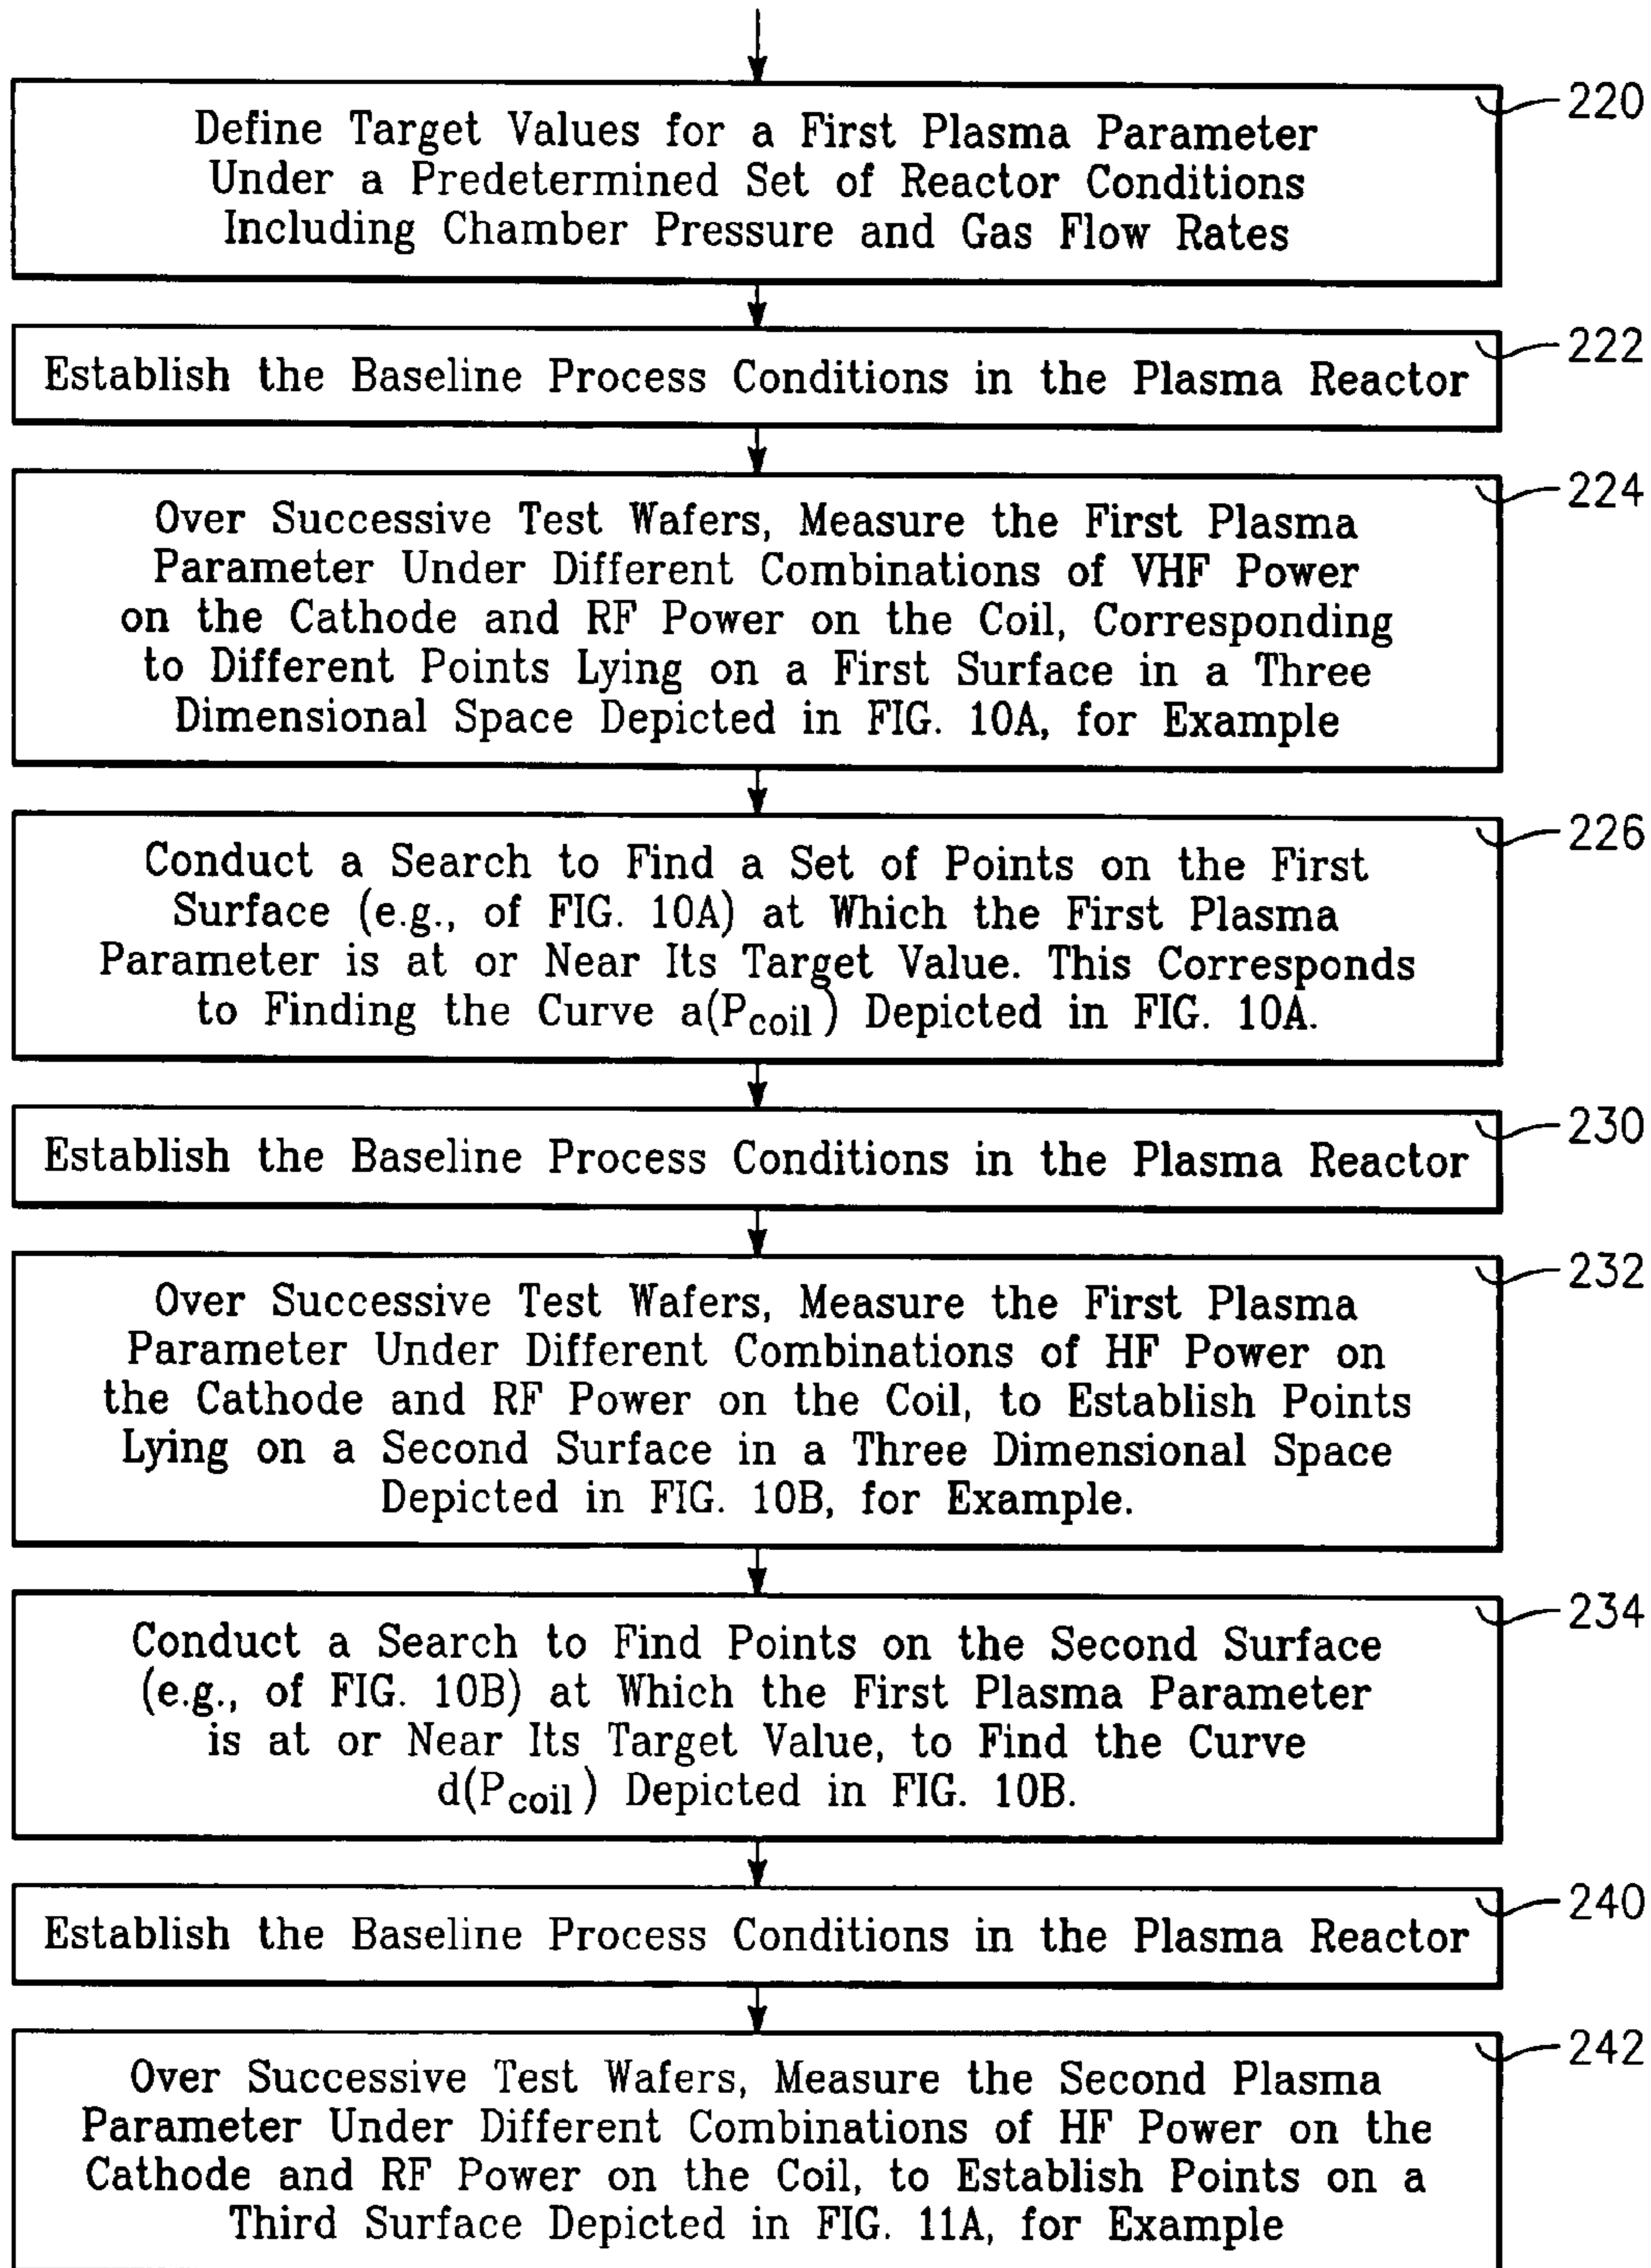 220
Define Target Values for a First Plasma Parameter
Under a Predetermined Set of Reactor Conditions
Including Chamber Pressure and Gas Flow Rates
222
Establish the Baseline Process Conditions in the Plasma Reactor
224
Over Successive Test Wafers, Measure the First Plasma
Parameter Under Different Combinations of VHF Power
on the Cathode and RF Power on the Coil, Corresponding
to Different Points Lying on a First Surface in a Three
Dimensional Space Depicted in FIG. 10A, for Example
226
Conduct a Search to Find a Set of Points on the First
Surface (e.g., of FIG. 10A) at Which the First Plasma
Parameter is at or Near Its Target Value. This Corresponds
to Finding the Curve a(Pcoil) Depicted in FIG. 10A.
230
Establish the Baseline Process Conditions in the Plasma Reactor
232
Over Successive Test Wafers, Measure the First Plasma
Parameter Under Different Combinations of HF Power on
the Cathode and RF Power on the Coil, to Establish Points
Lying on a Second Surface in a Three Dimensional Space
Depicted in FIG. 10B, for Example.
234
Conduct a Search to Find Points on the Second Surface
(e.g., of FIG. 10B) at Which the First Plasma Parameter
is at or Near Its Target Value, to Find the Curve
d(Pcoil) Depicted in FIG. 10B.
240
Establish the Baseline Process Conditions in the Plasma Reactor
242
Over Successive Test Wafers, Measure the Second Plasma
Parameter Under Different Combinations of HF Power on the
Cathode and RF Power on the Coil, to Establish Points on a
Third Surface Depicted in FIG. 11A, for Example